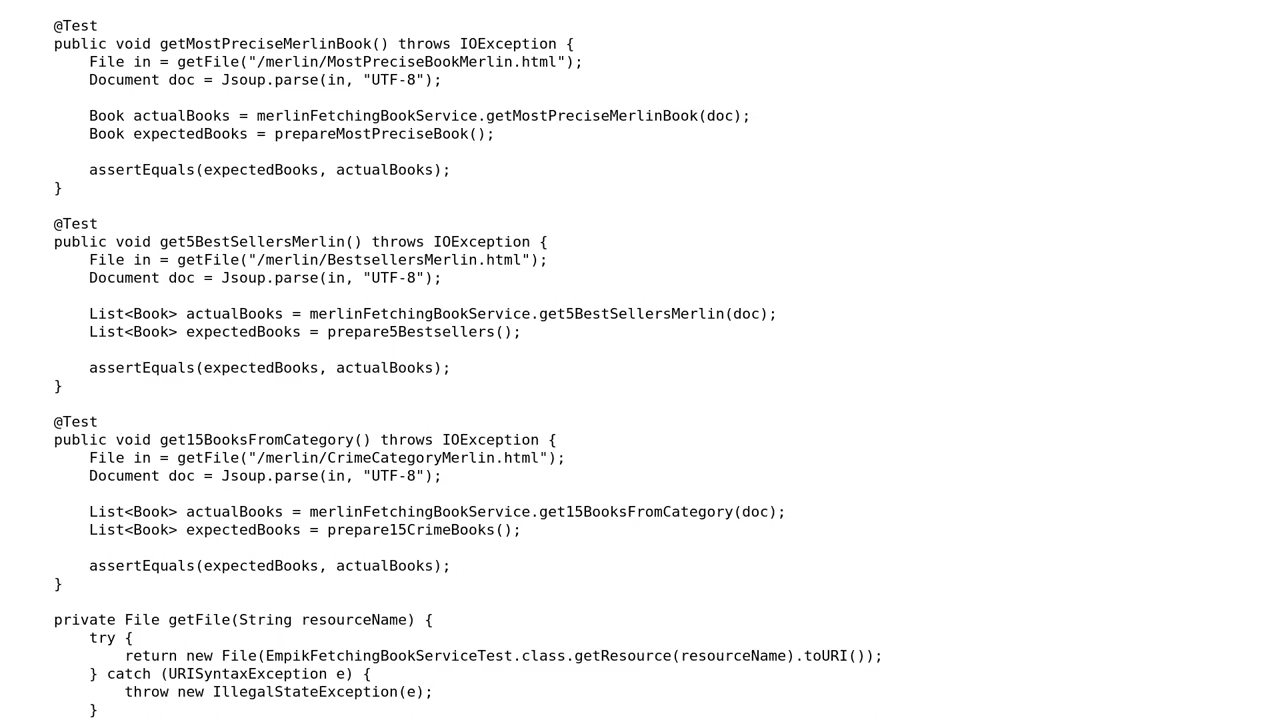 @Test
public void getMostPreciseMerlinBook() throws IOException {
    File in = getFile("/merlin/MostPreciseBookMerlin.html");
    Document doc = Jsoup.parse(in, "UTF-8");

    Book actualBooks = merlinFetchingBookService.getMostPreciseMerlinBook(doc);
    Book expectedBooks = prepareMostPreciseBook();

    assertEquals(expectedBooks, actualBooks);
}

@Test
public void get5BestSellersMerlin() throws IOException {
    File in = getFile("/merlin/BestsellersMerlin.html");
    Document doc = Jsoup.parse(in, "UTF-8");

    List<Book> actualBooks = merlinFetchingBookService.get5BestSellersMerlin(doc);
    List<Book> expectedBooks = prepare5Bestsellers();

    assertEquals(expectedBooks, actualBooks);
}

@Test
public void get15BooksFromCategory() throws IOException {
    File in = getFile("/merlin/CrimeCategoryMerlin.html");
    Document doc = Jsoup.parse(in, "UTF-8");

    List<Book> actualBooks = merlinFetchingBookService.get15BooksFromCategory(doc);
    List<Book> expectedBooks = prepare15CrimeBooks();

    assertEquals(expectedBooks, actualBooks);
}

private File getFile(String resourceName) {
    try {
        return new File(EmpikFetchingBookServiceTest.class.getResource(resourceName).toURI());
    } catch (URISyntaxException e) {
        throw new IllegalStateException(e);
    }